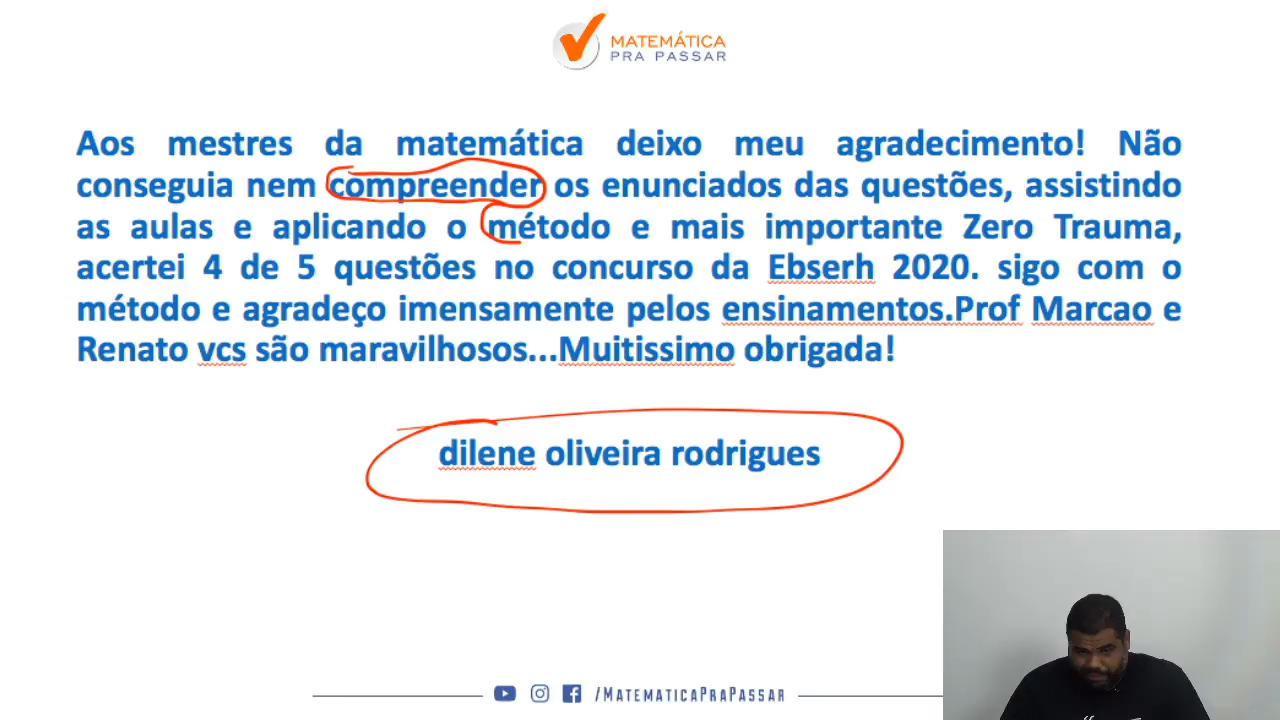 MATEMÁTICA
PRA PASSAR
Aos mestres da matemática deixo meu agradecimento! Não
conseguia nem compreender os enunciados das questões, assistindo
as aulas e aplicando o método e mais importante Zero Trauma,
acertei 4 de 5 questões no concurso da Ebserh 2020. sigo com o
método e agradeço imensamente pelos ensinamentos.Prof Marcao e
Renato vcs são maravilhosos...Muitissimo obrigada!
dilene oliveira rodrigues
/MATEMATICAPRAPASSAR